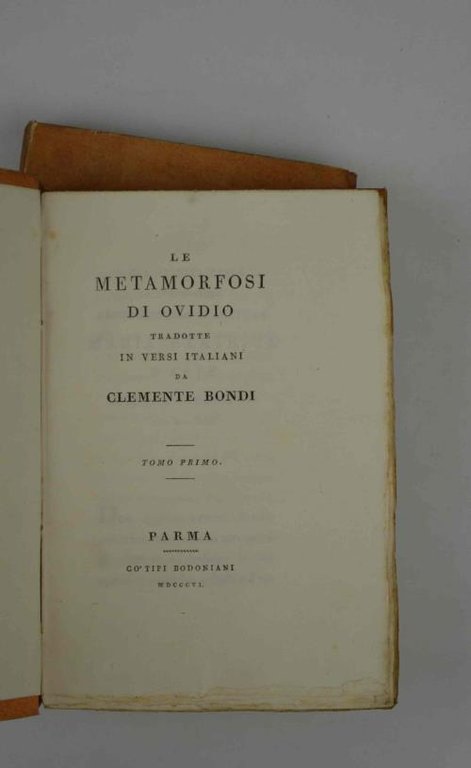 LE
METAMORFOSI
DI OVIDIO
TRADOTTE
IN VERSI ITALIANI
DA
CLEMENTE BONDI
TOMO PRIMO.
PARMA
CO'TIPI BODONIANI
MDCCCVI.